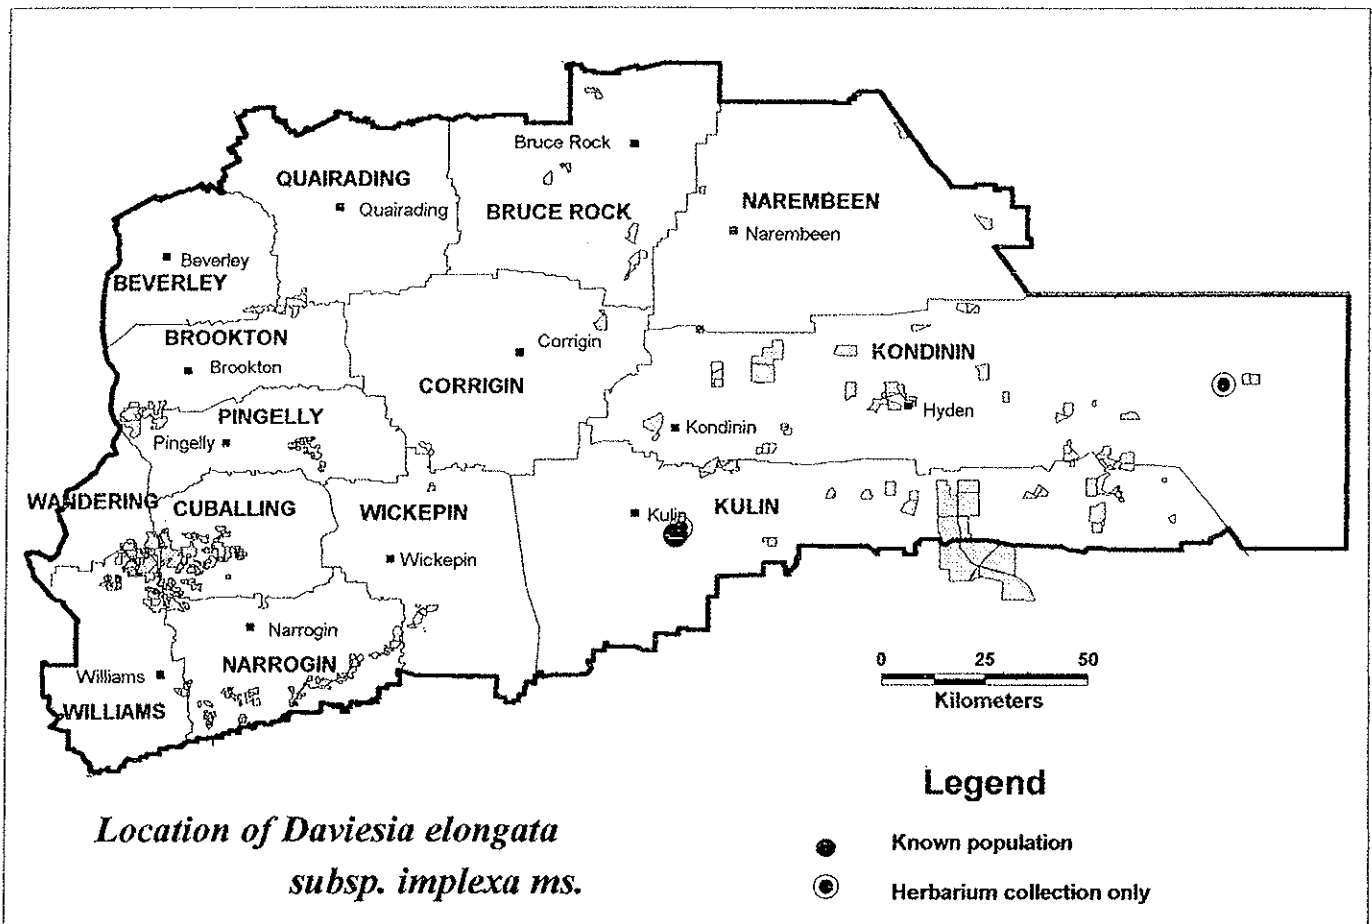 Bruce Rock
QUAIRADING
Quairading
BRUCE ROCK
NAREMBEEN
Narembeen
Beverley
BEVERLEY
BROOKTON
Brookton
Corrigin
CORRIGIN
KONDININ
Hyden
PINGELLY
Pingelly
Kondinin
WANDERING
CUBALLING
WICKEPIN
Kulin
KULIN
Wickepin
Narrogin
NARROGIN
Williams
WILLIAMS
0 25 50
Kilometers
Legend
Known population
Herbarium collection only
Location of Daviesia elongata
subsp. implexa ms.